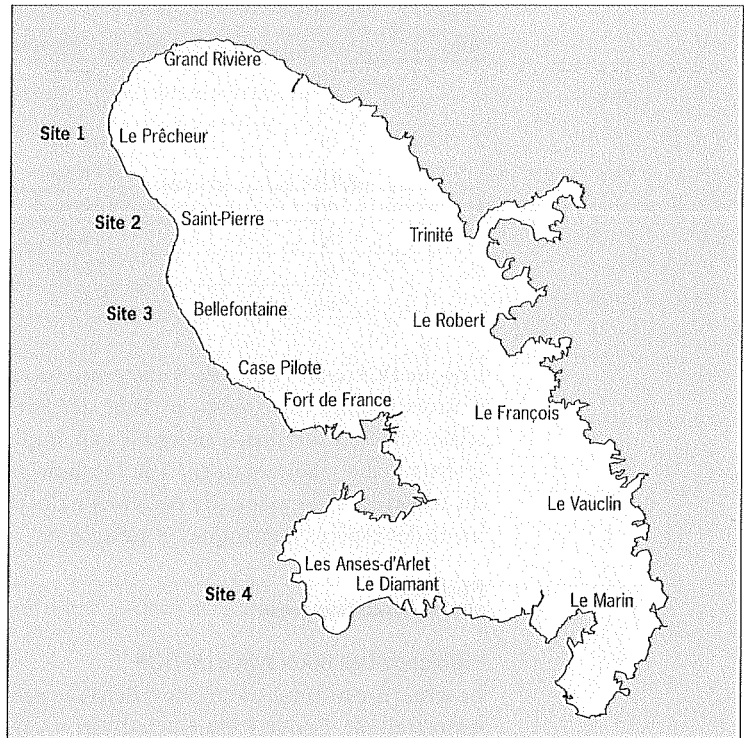 Grand Rivière
Site 1
Le Prêcheur
Site 2
Saint-Pierre
Trinité
Site 3
Bellefontaine
Le Robert
Case Pilote
Fort de France
Le François
Le Vauclin
Les Anses-d'Arlet
Le Diamant
Site 4
Le Marin